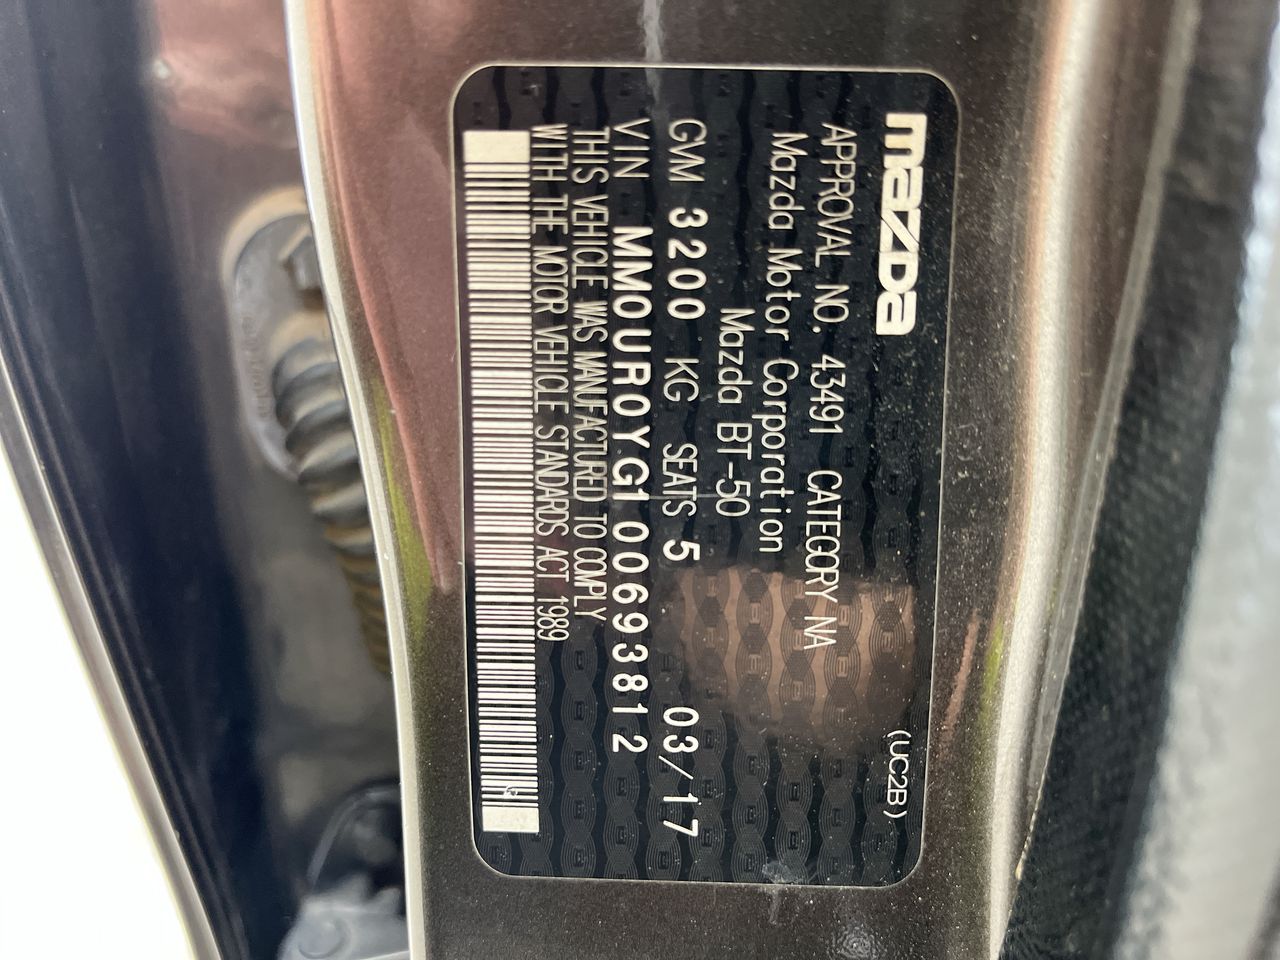 mazda
(UC2B)
APPROVAL NO. 43491 CATEGORY NA
Mazda Motor Corporation
Mazda BT-50
GVM 3200 KG SEATS 5 03/17
VIN MM0UR0YG100693812
THIS VEHICLE WAS MANUFACTURED TO COMPLY
WITH THE MOTOR VEHICLE STANDARDS ACT 1989